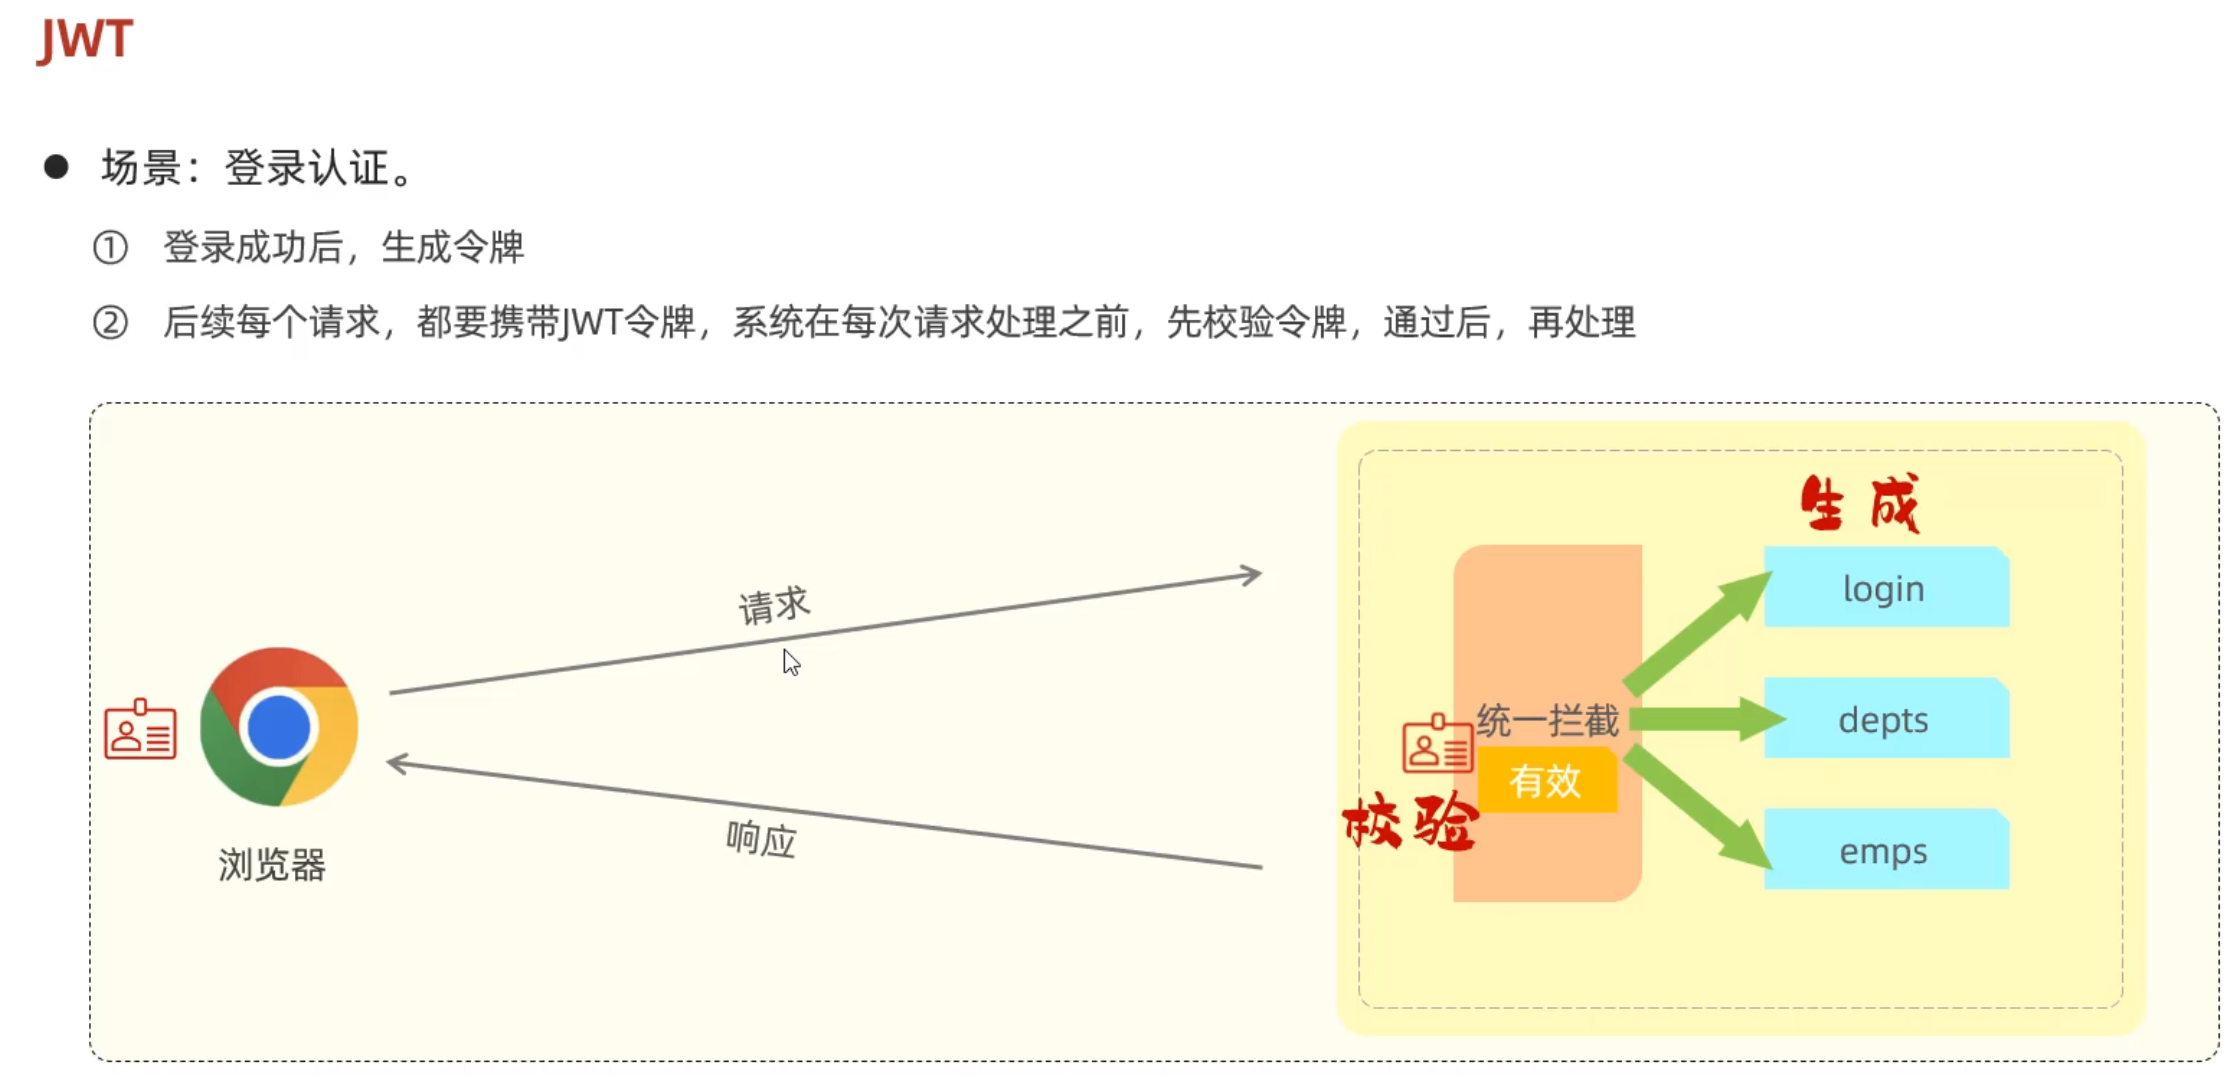 JWT
● 场景：登录认证。
① 登录成功后，生成令牌
② 后续每个请求，都要携带JWT令牌，系统在每次请求处理之前，先校验令牌，通过后，再处理
生成
login
请求
统一拦截
depts
有效
校验
响应
emps
浏览器